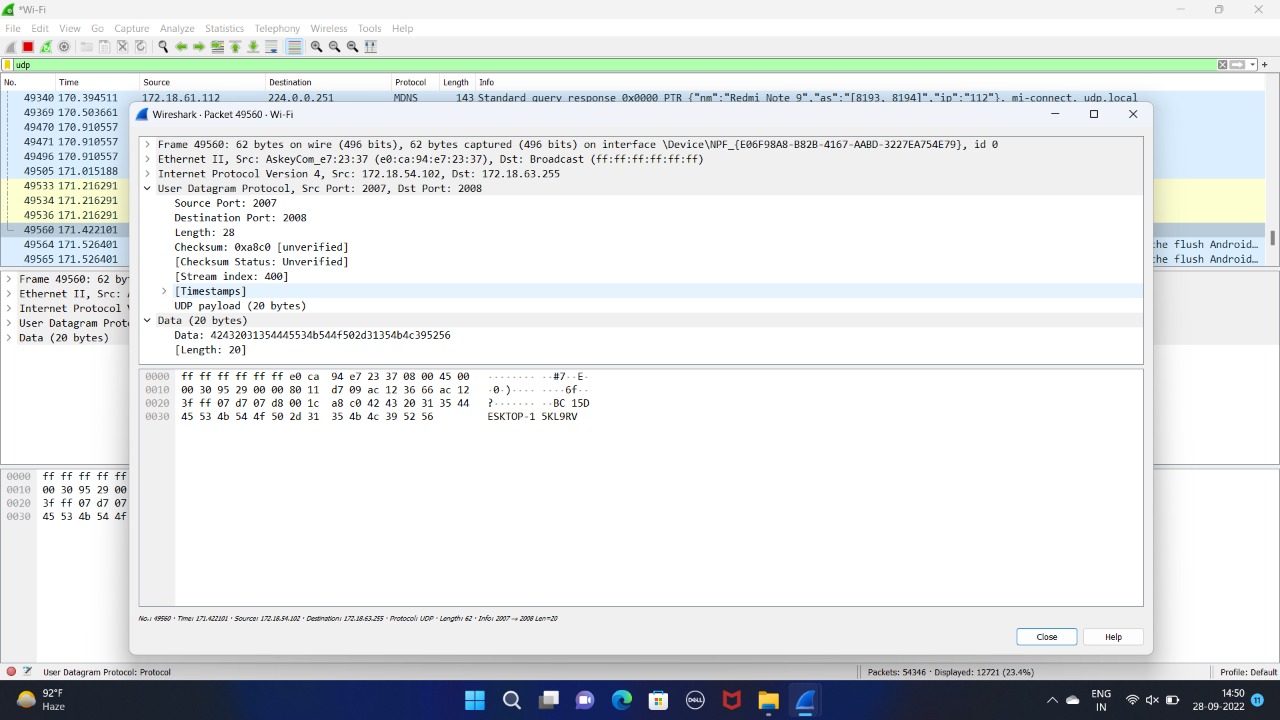 *Wi-Fi
File Edit View Go Capture Analyze Statistics Telephony Wireless Tools Help
udp
No. Time Source Destination Protocol Length Info
49340 170.394511 172.18.61.112 224.0.0.251 MDNS 143 Standard query response 0x0000 PTR {"nm":"Redmi Note 9","as":"[8193, 8194]","ip":"112"}._mi-connect._udp.local
49369 170.503661
49470 170.910557
49471 170.910557
49496 170.910557
49505 171.015188
49533 171.216291
49534 171.216291
49536 171.216291
49560 171.422101
49564 171.526401 he flush Android…
49565 171.526401 he flush Android…
Frame 49560: 62 by
Ethernet II, Src:
Internet Protocol
User Datagram Proto
Data (20 bytes)
0000 ff ff ff ff ff
0010 00 30 95 29 00
0020 3f ff 07 d7 07
0030 45 53 4b 54 4f
Wireshark · Packet 49560 · Wi-Fi
Frame 49560: 62 bytes on wire (496 bits), 62 bytes captured (496 bits) on interface \Device\NPF_{E06F98A8-B82B-4167-AABD-3227EA754E79}, id 0
Ethernet II, Src: AskeyCom_e7:23:37 (e0:ca:94:e7:23:37), Dst: Broadcast (ff:ff:ff:ff:ff:ff)
Internet Protocol Version 4, Src: 172.18.54.102, Dst: 172.18.63.255
User Datagram Protocol, Src Port: 2007, Dst Port: 2008
Source Port: 2007
Destination Port: 2008
Length: 28
Checksum: 0xa8c0 [unverified]
[Checksum Status: Unverified]
[Stream index: 400]
[Timestamps]
UDP payload (20 bytes)
Data (20 bytes)
Data: 42432031354445534b544f502d31354b4c395256
[Length: 20]
0000 ff ff ff ff ff ff e0 ca 94 e7 23 37 08 00 45 00 ········ ··#7··E·
0010 00 30 95 29 00 00 80 11 d7 09 ac 12 36 66 ac 12 ·0·)···· ····6f··
0020 3f ff 07 d7 07 d8 00 1c a8 c0 42 43 20 31 35 44 ?······· ··BC 15D
0030 45 53 4b 54 4f 50 2d 31 35 4b 4c 39 52 56 ESKTOP-1 5KL9RV
No.: 49560 · Time: 171.422101 · Source: 172.18.54.102 · Destination: 172.18.63.255 · Protocol: UDP · Length: 62 · Info: 2007 → 2008 Len=20
Close Help
User Datagram Protocol: Protocol Packets: 54346 · Displayed: 12721 (23.4%) Profile: Default
92°F
Haze
DELL
ENG
IN
14:50
28-09-2022
11